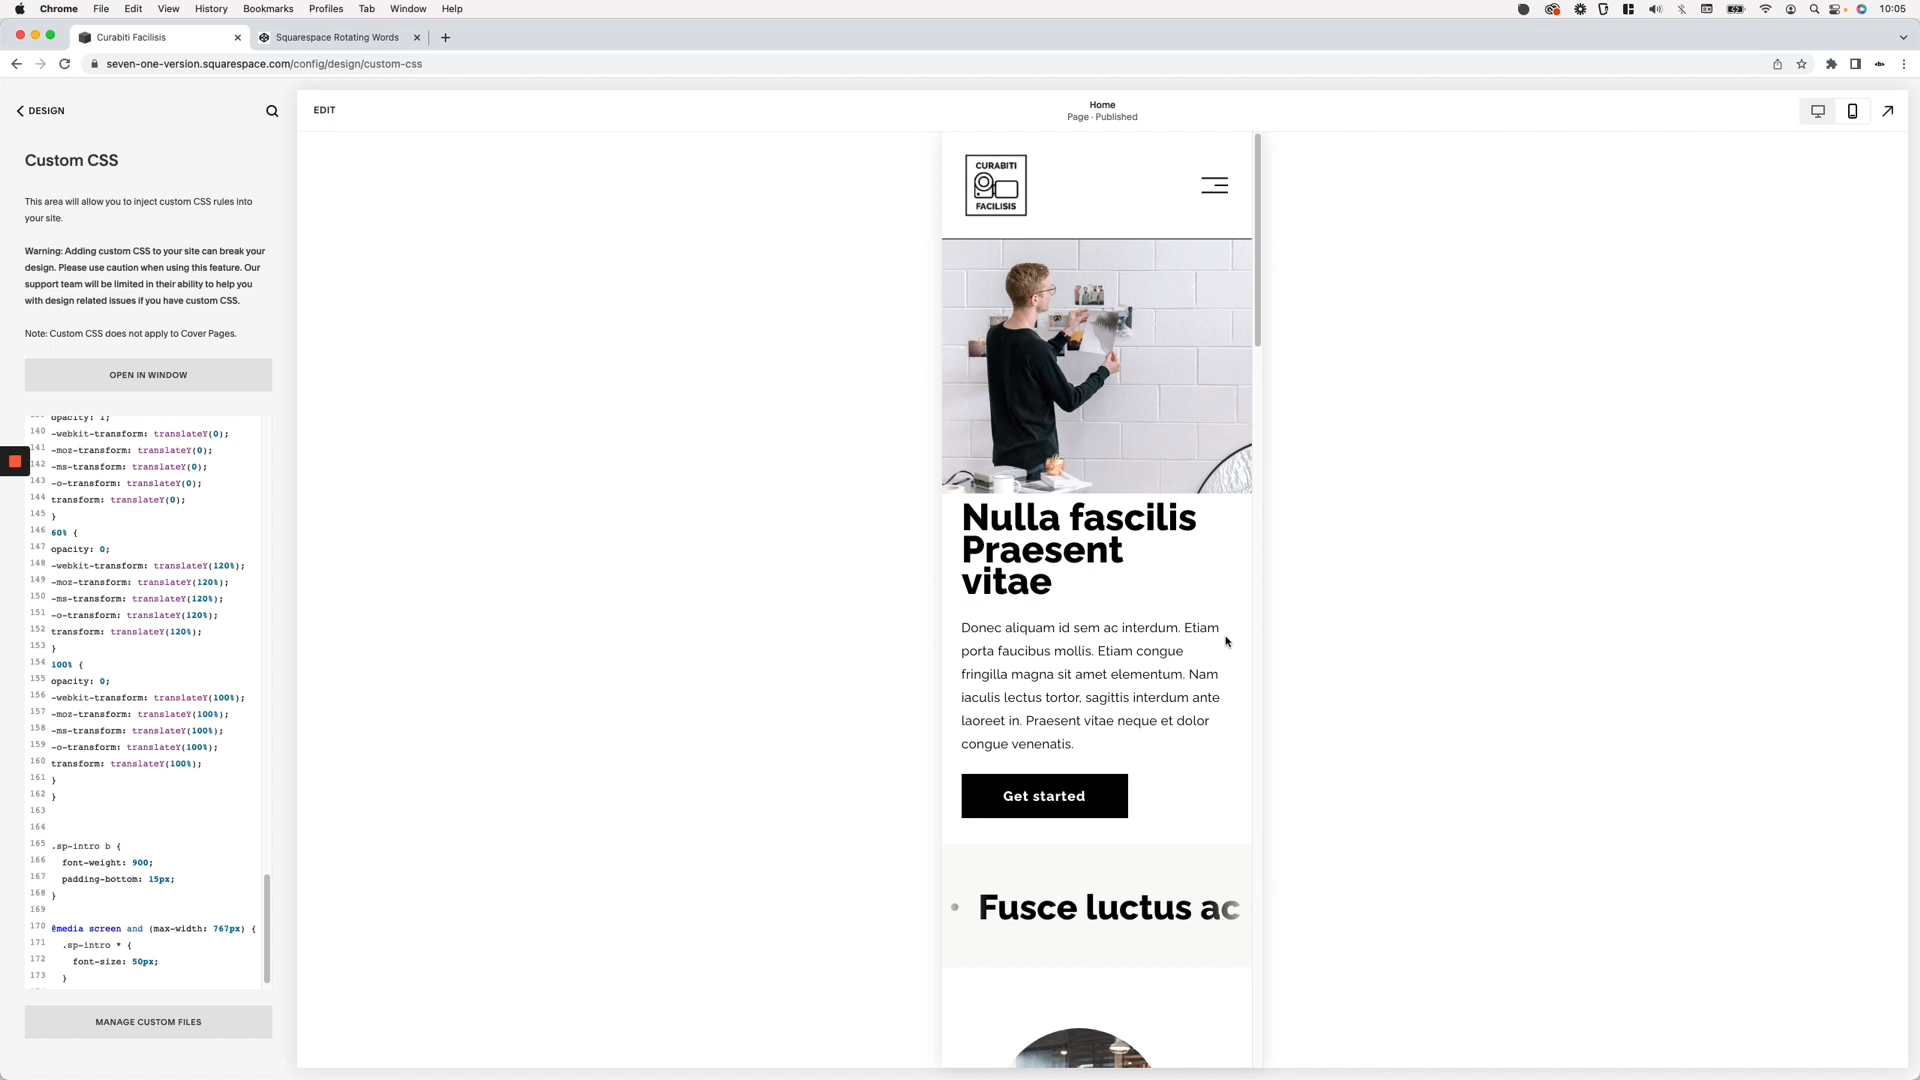 Chrome File Edit View History Bookmarks Profiles Tab Window Help
10:05
Curabiti Facilisis
Squarespace Rotating Words
seven-one-version.squarespace.com/config/design/custom-css
DESIGN
EDIT
Home
Page · Published
Custom CSS
This area will allow you to inject custom CSS rules into
your site.
Warning: Adding custom CSS to your site can break your
design. Please use caution when using this feature. Our
support team will be limited in their ability to help you
with design related issues if you have custom CSS.
Note: Custom CSS does not apply to Cover Pages.
OPEN IN WINDOW
opacity: 1;
140 -webkit-transform: translateY(0);
141 -moz-transform: translateY(0);
142 -ms-transform: translateY(0);
143 -o-transform: translateY(0);
144 transform: translateY(0);
145 }
146 60% {
147 opacity: 0;
148 -webkit-transform: translateY(120%);
149 -moz-transform: translateY(120%);
150 -ms-transform: translateY(120%);
151 -o-transform: translateY(120%);
152 transform: translateY(120%);
153 }
154 100% {
155 opacity: 0;
156 -webkit-transform: translateY(100%);
157 -moz-transform: translateY(100%);
158 -ms-transform: translateY(100%);
159 -o-transform: translateY(100%);
160 transform: translateY(100%);
161 }
162 }
163
164
165 .sp-intro b {
166 font-weight: 900;
167 padding-bottom: 15px;
168 }
169
170 @media screen and (max-width: 767px) {
171 .sp-intro * {
172 font-size: 50px;
173 }
MANAGE CUSTOM FILES
CURABITI
FACILISIS
Nulla fascilis
Praesent
vitae
Donec aliquam id sem ac interdum. Etiam
porta faucibus mollis. Etiam congue
fringilla magna sit amet elementum. Nam
iaculis lectus tortor, sagittis interdum ante
laoreet in. Praesent vitae neque et dolor
congue venenatis.
Get started
Fusce luctus ac